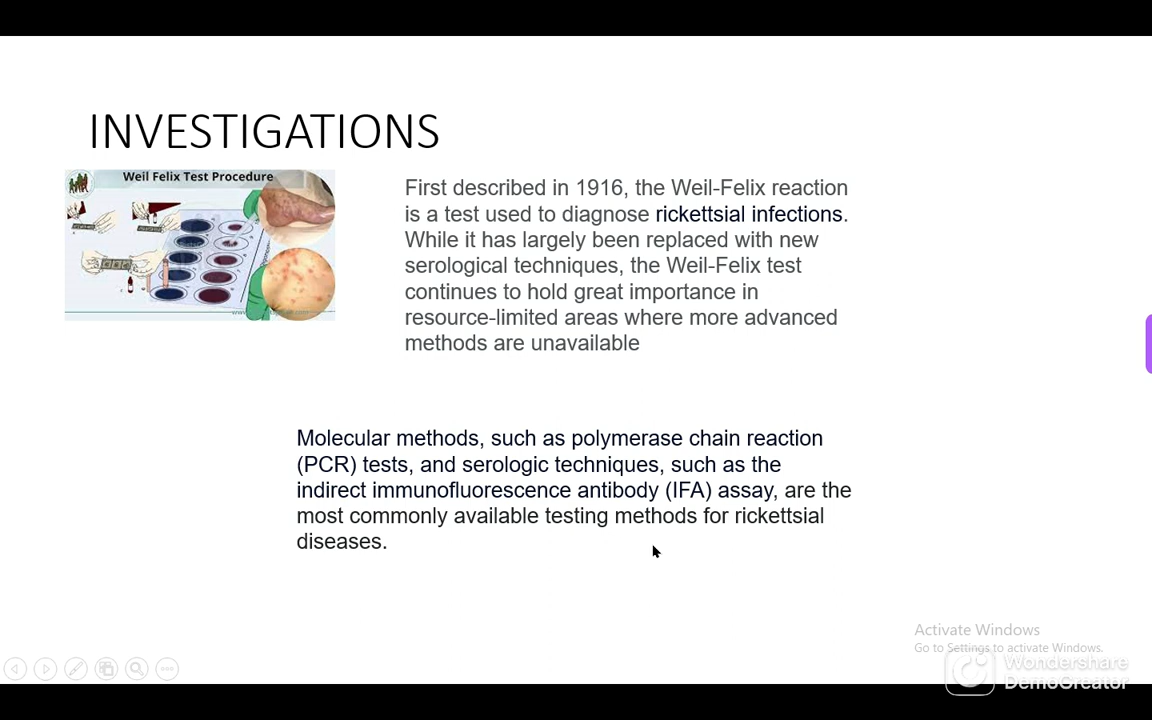 INVESTIGATIONS
Weil Felix Test Procedure
First described in 1916, the Weil-Felix reaction
is a test used to diagnose rickettsial infections.
While it has largely been replaced with new
serological techniques, the Weil-Felix test
continues to hold great importance in
resource-limited areas where more advanced
methods are unavailable
Molecular methods, such as polymerase chain reaction
(PCR) tests, and serologic techniques, such as the
indirect immunofluorescence antibody (IFA) assay, are the
most commonly available testing methods for rickettsial
diseases.
Activate Windows
Go to Settings to activate Windows.
Wondershare
DemoCreator